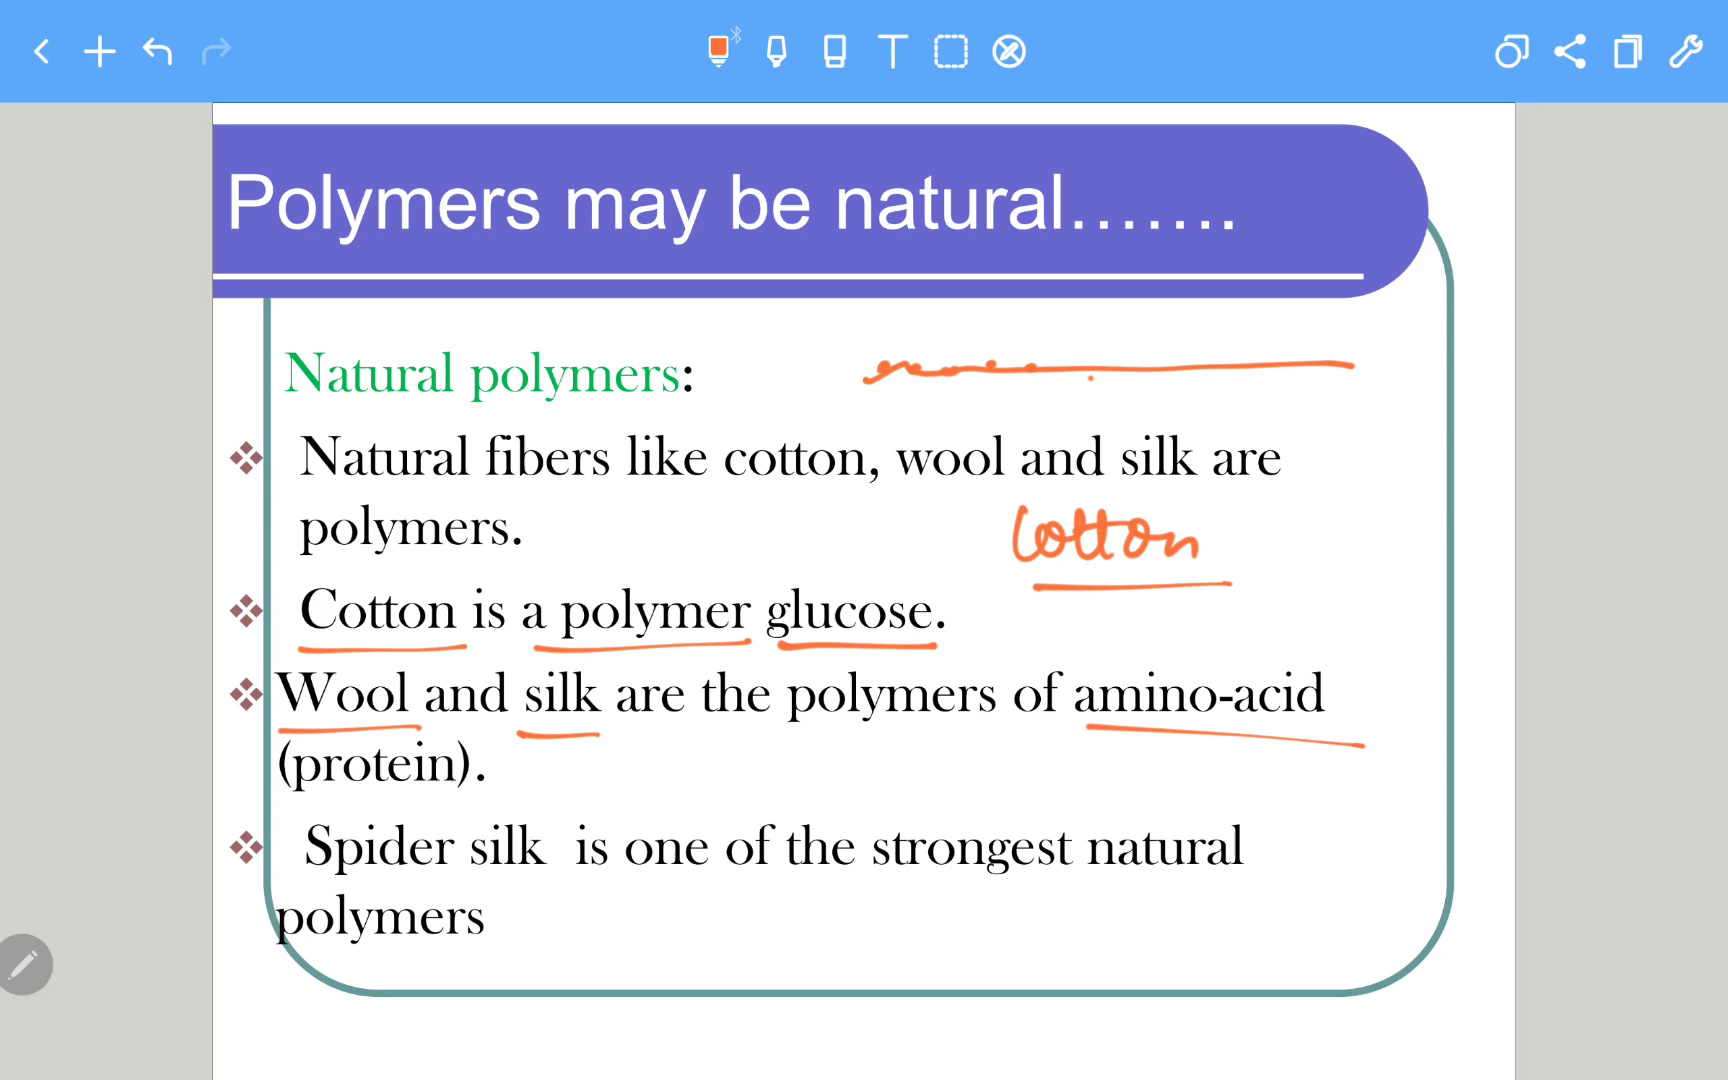 Polymers may be natural.......
Natural polymers:
Natural fibers like cotton, wool and silk are
polymers.
Cotton
Cotton is a polymer glucose.
Wool and silk are the polymers of amino-acid
(protein).
Spider silk is one of the strongest natural
polymers